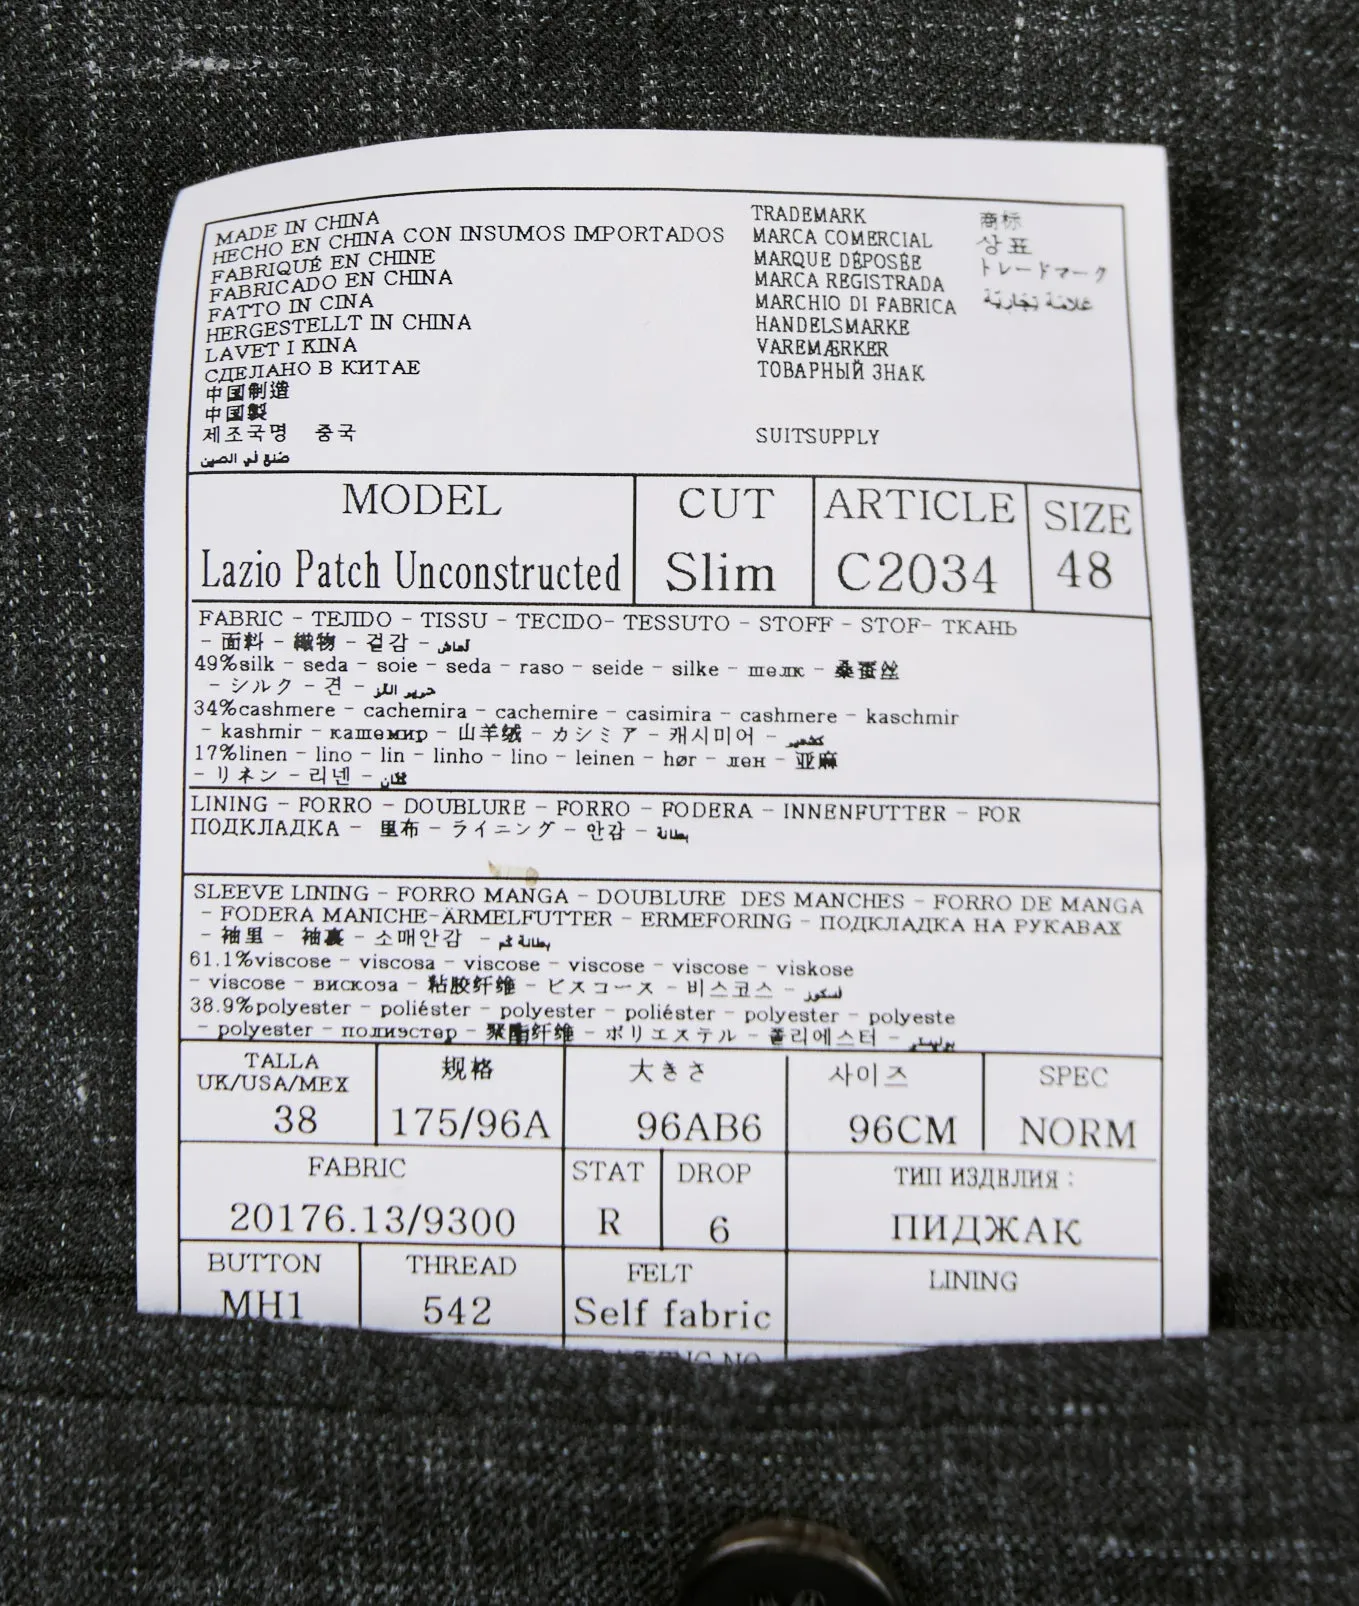 MADE IN CHINA
HECHO EN CHINA CON INSUMOS IMPORTADOS
FABRIQUÉ EN CHINE
FABRICADO EN CHINA
FATTO IN CINA
HERGESTELLT IN CHINA
LAVET I KINA
СДЕЛАНО В КИТАЕ
中国制造
中国製
제조국명 중국
صنع في الصين
TRADEMARK
MARCA COMERCIAL
MARQUE DÉPOSÉE
MARCA REGISTRADA
MARCHIO DI FABRICA
HANDELSMARKE
VAREMÆRKER
ТОВАРНЫЙ ЗНАК
商标
상표
トレードマーク
علامة تجارية
SUITSUPPLY
MODEL
Lazio Patch Unconstructed
CUT
Slim
ARTICLE
C2034
SIZE
48
FABRIC - TEJIDO - TISSU - TECIDO- TESSUTO - STOFF - STOF- ТКАНЬ
- 面料 - 織物 - 겉감 - قماش
49%silk - seda - soie - seda - raso - seide - silke - шелк - 桑蚕丝
- シルク - 견 - حرير اللز
34%cashmere - cachemira - cachemire - casimira - cashmere - kaschmir
- kashmir - кашемир - 山羊绒 - カシミア - 캐시미어 - كشمير
17%linen - lino - lin - linho - lino - leinen - hør - лен - 亚麻
- リネン - 리넨 - كتان
LINING - FORRO - DOUBLURE - FORRO - FODERA - INNENFUTTER - FOR
ПОДКЛАДКА - 里布 - ライニング - 안감 - بطانة
SLEEVE LINING - FORRO MANGA - DOUBLURE DES MANCHES - FORRO DE MANGA
- FODERA MANICHE-ÄRMELFUTTER - ERMEFORING - ПОДКЛАДКА НА РУКАВАХ
- 袖里 - 袖裏 - 소매안감 - بطانة كم
61.1%viscose - viscosa - viscose - viscose - viscose - viskose
- viscose - вискоза - 粘胶纤维 - ビスコース - 비스코스 -
38.9%polyester - poliéster - polyester - poliéster - polyester - polyeste
- polyester - полиэстер - 聚酯纤维 - ポリエステル - 폴리에스터 -
TALLA
UK/USA/MEX
38
规格
175/96A
大きさ
96AB6
사이즈
96CM
SPEC
NORM
FABRIC
20176.13/9300
STAT
R
DROP
6
ТИП ИЗДЕЛИЯ :
ПИДЖАК
BUTTON
MH1
THREAD
542
FELT
Self fabric
LINING